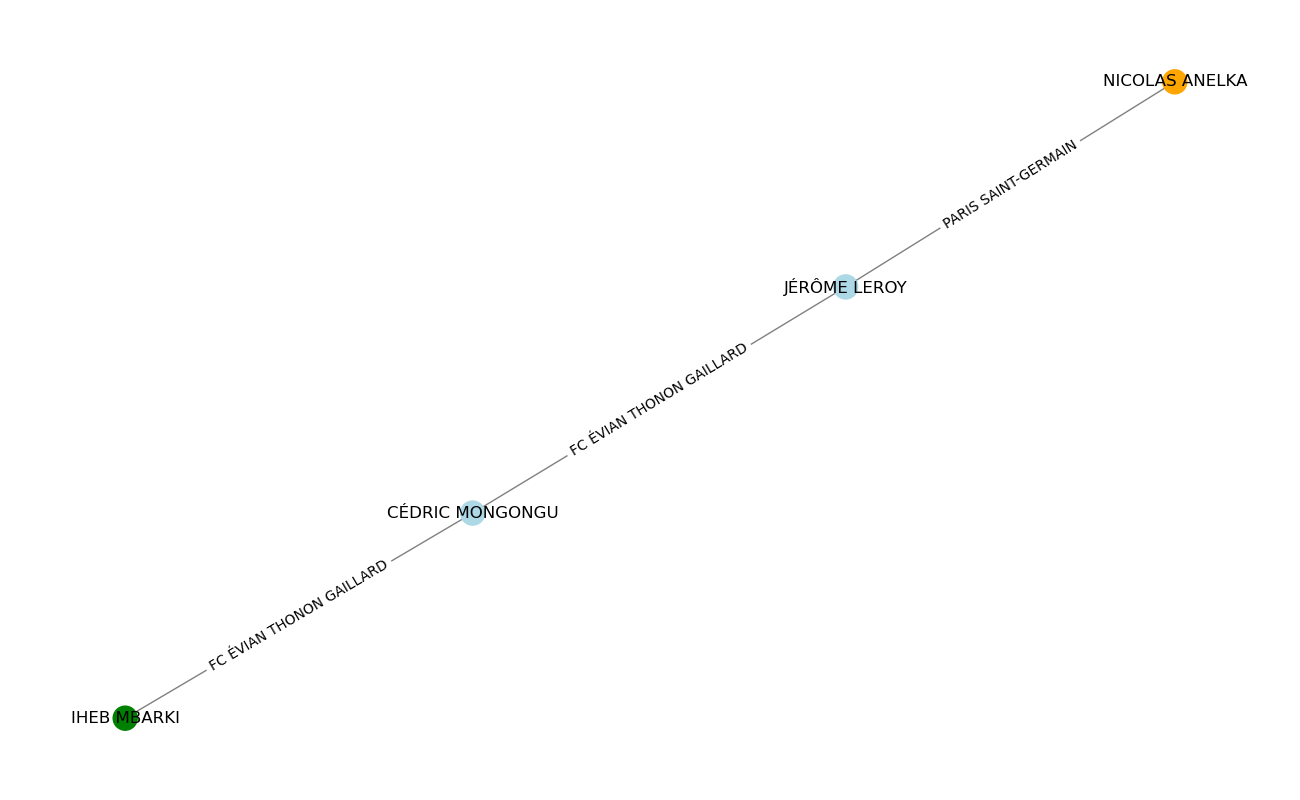 NICOLAS ANELKA
PARIS SAINT-GERMAIN
JÉRÔME LEROY
FC ÉVIAN THONON GAILLARD
CÉDRIC MONGONGU
FC ÉVIAN THONON GAILLARD
IHEB MBARKI